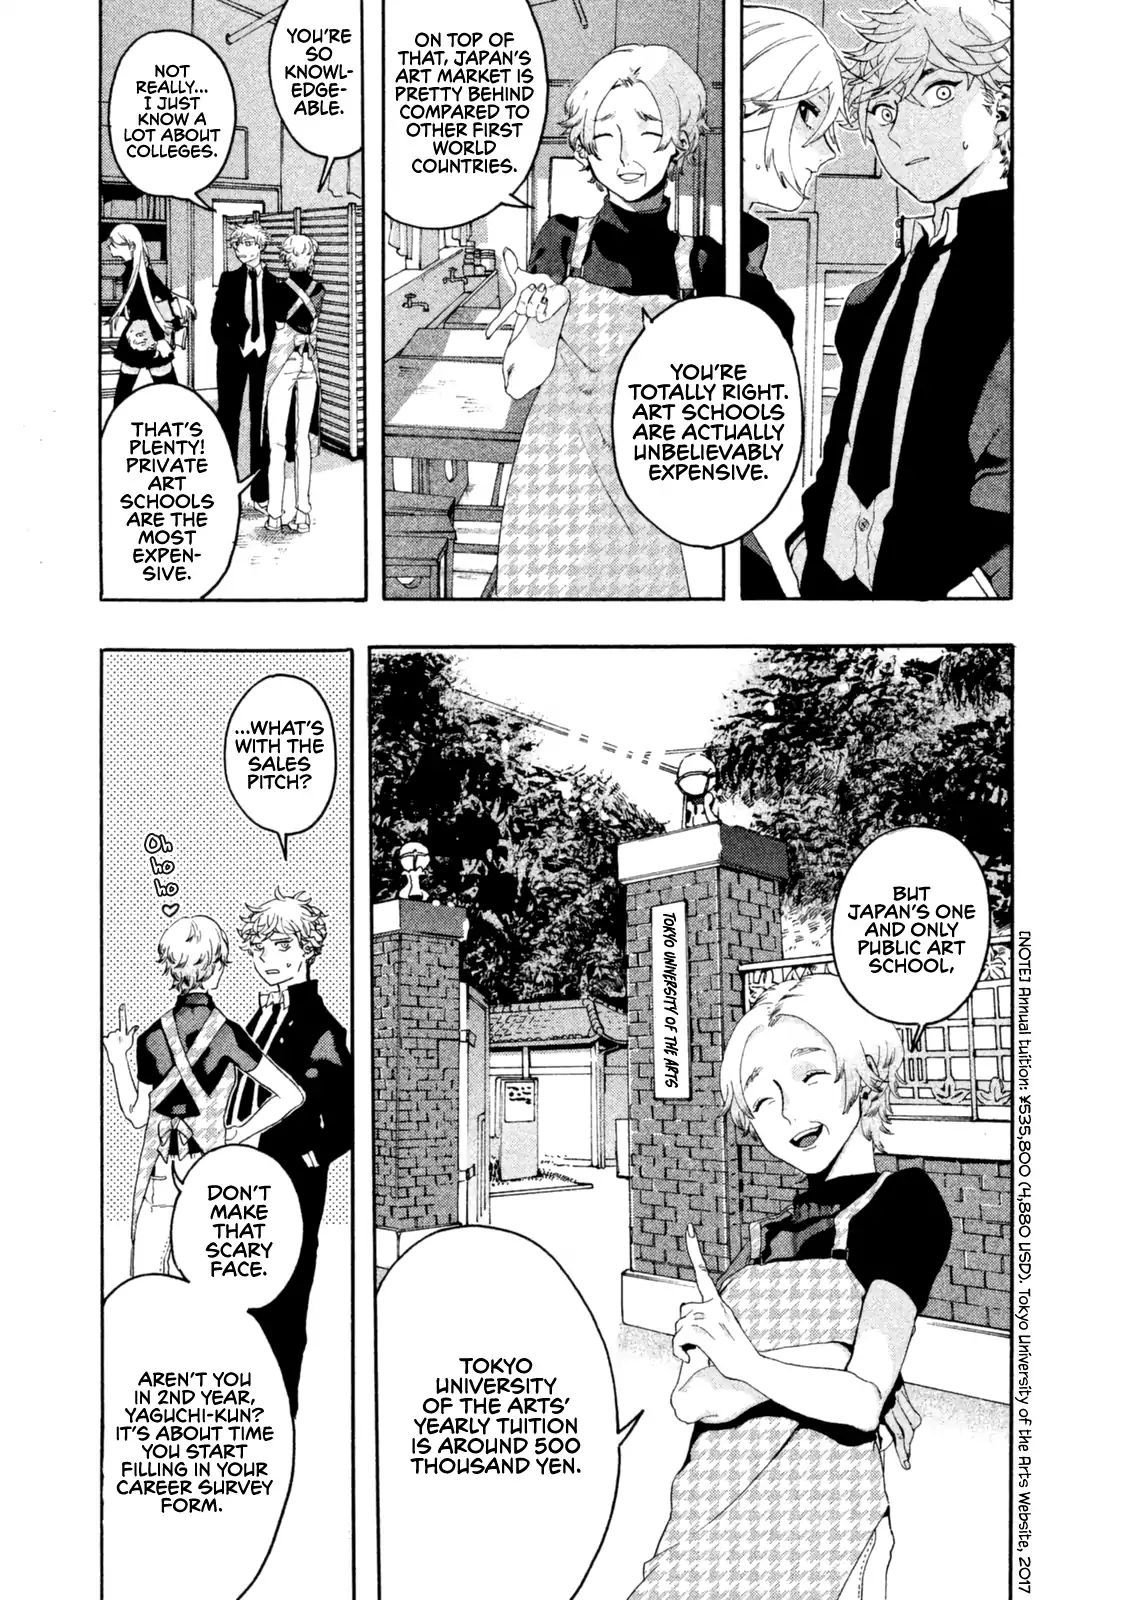 YOU'RE
TOTALLY RIGHT.
ART SCHOOLS
ARE ACTUALLY
UNBELIEVABLY
EXPENSIVE.
ON TOP OF
THAT, JAPAN'S
ART MARKET IS
PRETTY BEHIND
COMPARED TO
OTHER FIRST
WORLD
COUNTRIES.
YOU'RE
SO
KNOWL-
EDGE-
ABLE.
NOT
REALLY...
I JUST
KNOW A
LOT ABOUT
COLLEGES.
THAT'S
PLENTY!
PRIVATE
ART
SCHOOLS
ARE THE
MOST
EXPEN-
SIVE.
BUT
JAPAN'S ONE
AND ONLY
PUBLIC ART
SCHOOL,
TOKYO UNIVERSITY OF THE ARTS
TOKYO
UNIVERSITY
OF THE ARTS'
YEARLY TUITION
IS AROUND 500
THOUSAND YEN.
[NOTE] Annual tuition: ¥535,800 (4,880 USD). Tokyo University of the Arts Website, 2017
...WHAT'S
WITH THE
SALES
PITCH?
Oh
ho
ho
♡
DON'T
MAKE
THAT
SCARY
FACE.
AREN'T YOU
IN 2ND YEAR,
YAGUCHI-KUN?
IT'S ABOUT TIME
YOU START
FILLING IN YOUR
CAREER SURVEY
FORM.